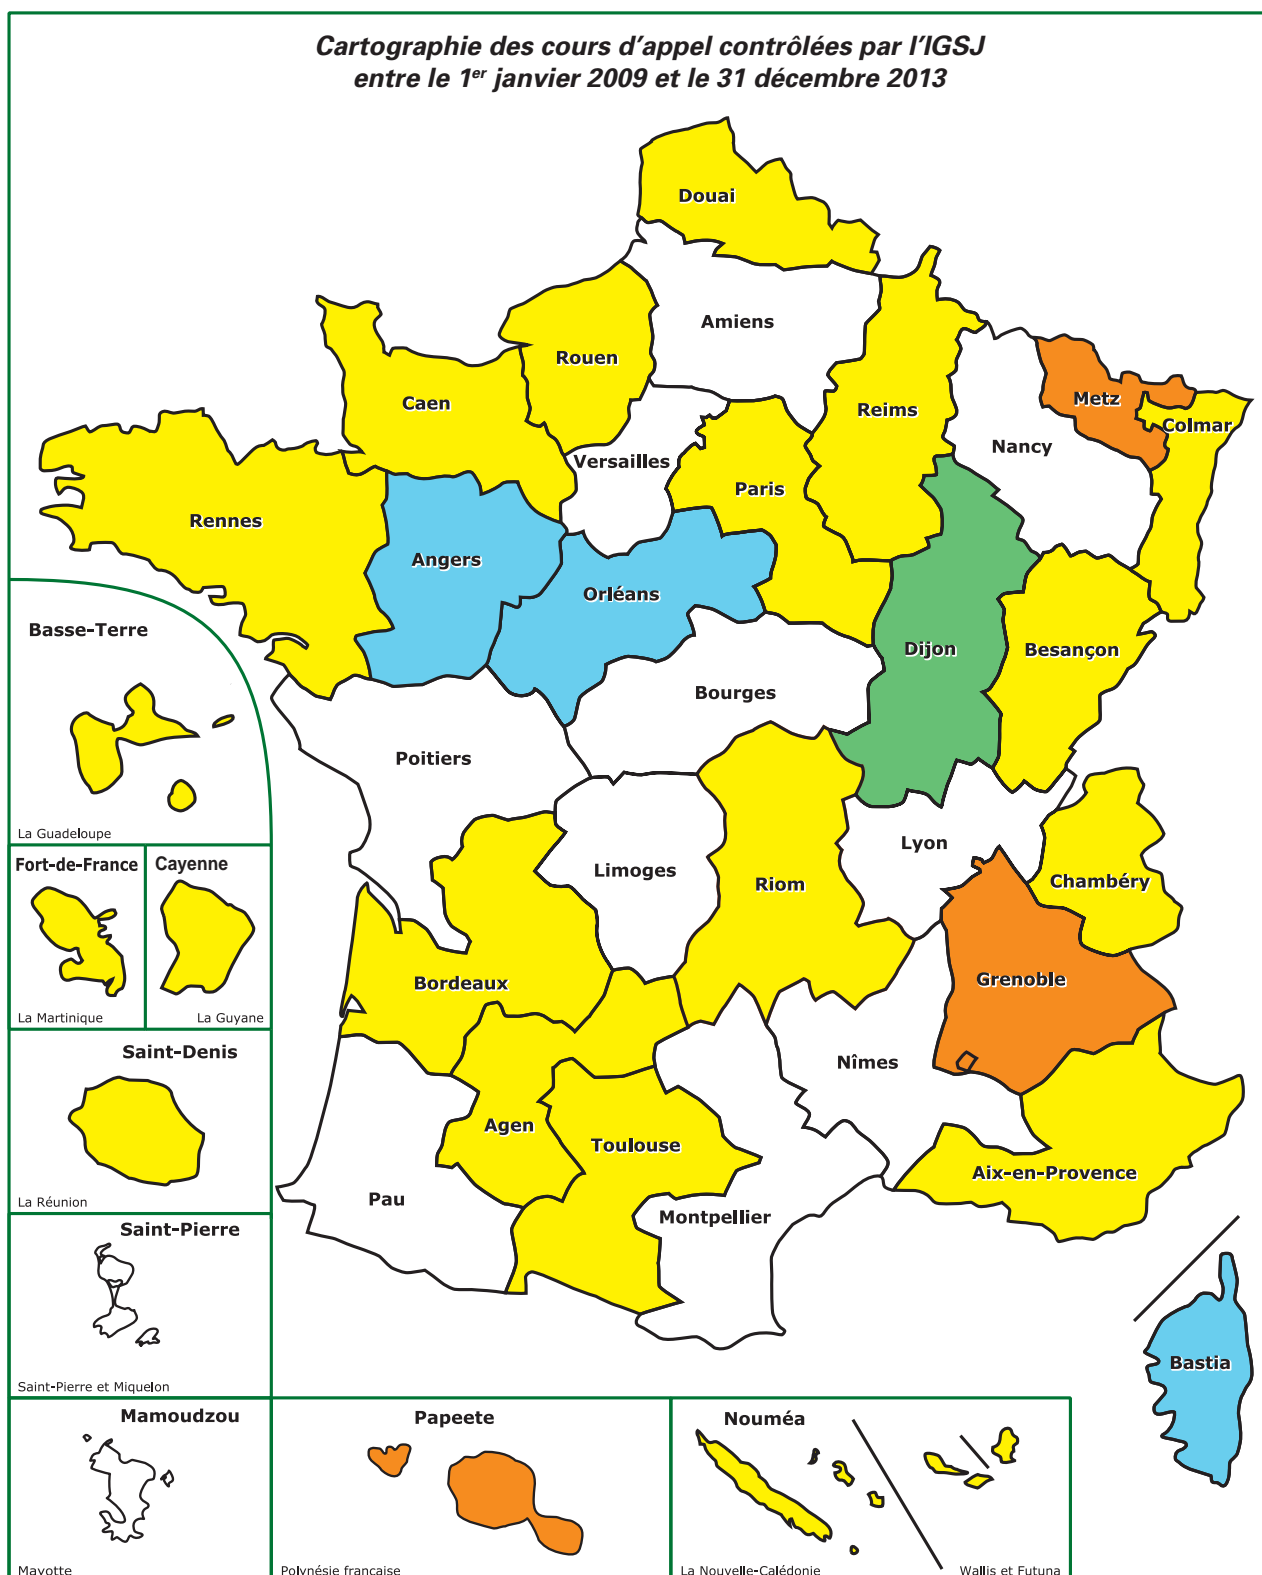 Cartographie des cours d'appel contrôlées par l'IGSJ
entre le 1er janvier 2009 et le 31 décembre 2013
Douai
Amiens
Rouen
Caen
Reims
Metz
Colmar
Nancy
Versailles
Paris
Rennes
Angers
Orléans
Dijon
Besançon
Bourges
Poitiers
Lyon
Limoges
Riom
Chambéry
Bordeaux
Grenoble
Nîmes
Agen
Toulouse
Aix-en-Provence
Pau
Montpellier
Bastia
Basse-Terre
La Guadeloupe
Fort-de-France
La Martinique
Cayenne
La Guyane
Saint-Denis
La Réunion
Saint-Pierre
Saint-Pierre et Miquelon
Mamoudzou
Mayotte
Papeete
Polynésie française
Nouméa
La Nouvelle-Calédonie
Wallis et Futuna